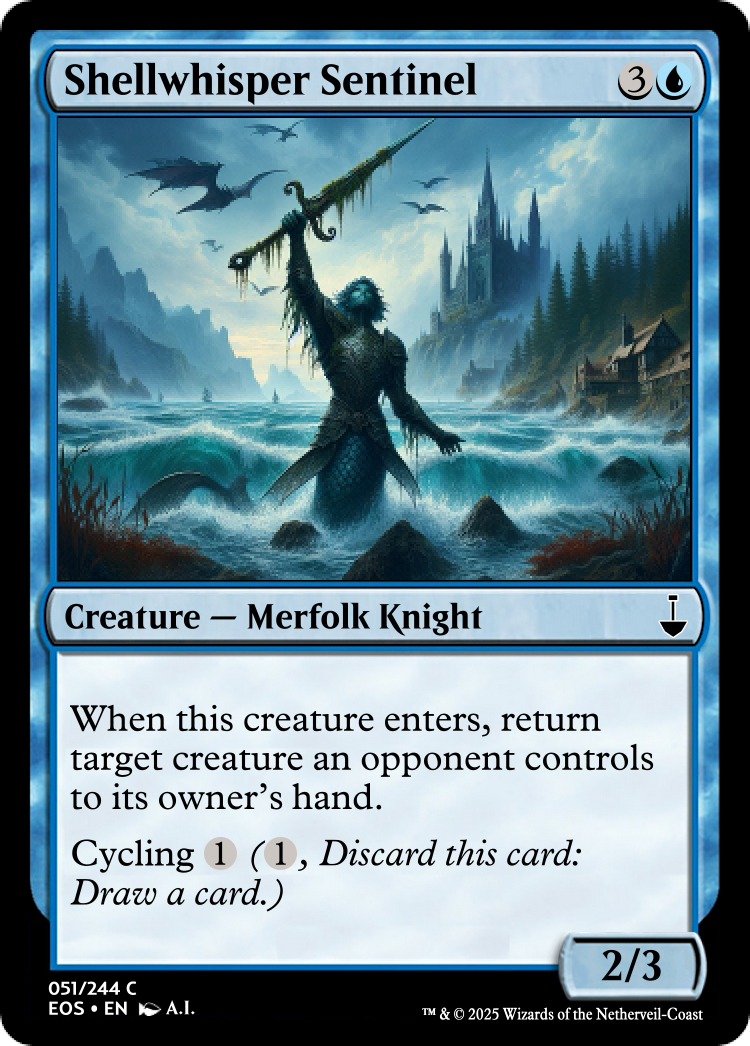 Shellwhisper Sentinel 3
Creature — Merfolk Knight
When this creature enters, return
target creature an opponent controls
to its owner's hand.
Cycling 1 (1, Discard this card:
Draw a card.)
2/3
051/244 C
EOS • EN A.I.
™ & © 2025 Wizards of the Netherveil-Coast